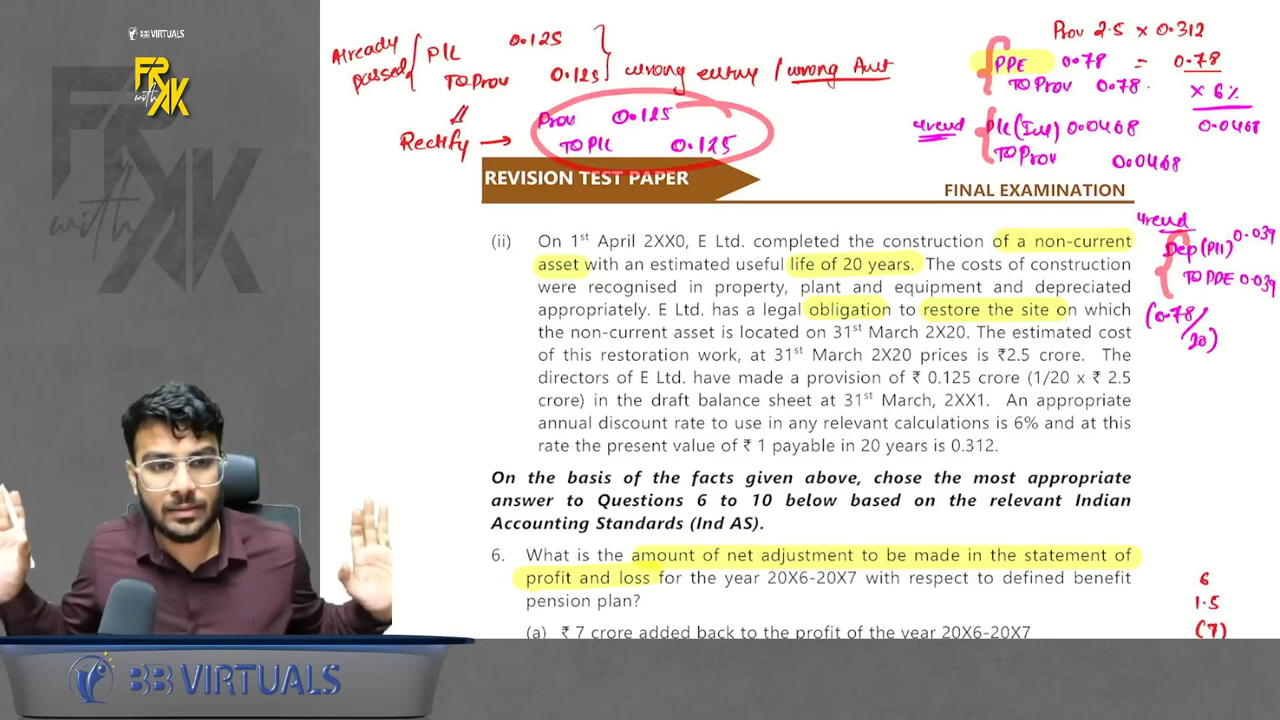 BB VIRTUALS
FR
with
AK
Already
passed
P/L 0.125
TO Prov 0.125
wrong entry / wrong Amt
Rectify →
Prov 0.125
TO P/L 0.125
Prov 2.5 × 0.312
PPE 0.78 = 0.78
TO Prov 0.78
× 6%
0.0468
Yrend
P/L (Int) 0.0468
TO Prov 0.0468
Yrend
Dep (P/L) 0.039
TO PPE 0.039
(0.78/20)
REVISION TEST PAPER
FINAL EXAMINATION
(ii) On 1st April 2XX0, E Ltd. completed the construction of a non-current
asset with an estimated useful life of 20 years. The costs of construction
were recognised in property, plant and equipment and depreciated
appropriately. E Ltd. has a legal obligation to restore the site on which
the non-current asset is located on 31st March 2X20. The estimated cost
of this restoration work, at 31st March 2X20 prices is ₹2.5 crore. The
directors of E Ltd. have made a provision of ₹ 0.125 crore (1/20 x ₹ 2.5
crore) in the draft balance sheet at 31st March, 2XX1. An appropriate
annual discount rate to use in any relevant calculations is 6% and at this
rate the present value of ₹ 1 payable in 20 years is 0.312.
On the basis of the facts given above, chose the most appropriate
answer to Questions 6 to 10 below based on the relevant Indian
Accounting Standards (Ind AS).
6. What is the amount of net adjustment to be made in the statement of
profit and loss for the year 20X6-20X7 with respect to defined benefit
pension plan?
(a) ₹ 7 crore added back to the profit of the year 20X6-20X7
6
1.5
(7)
BB VIRTUALS